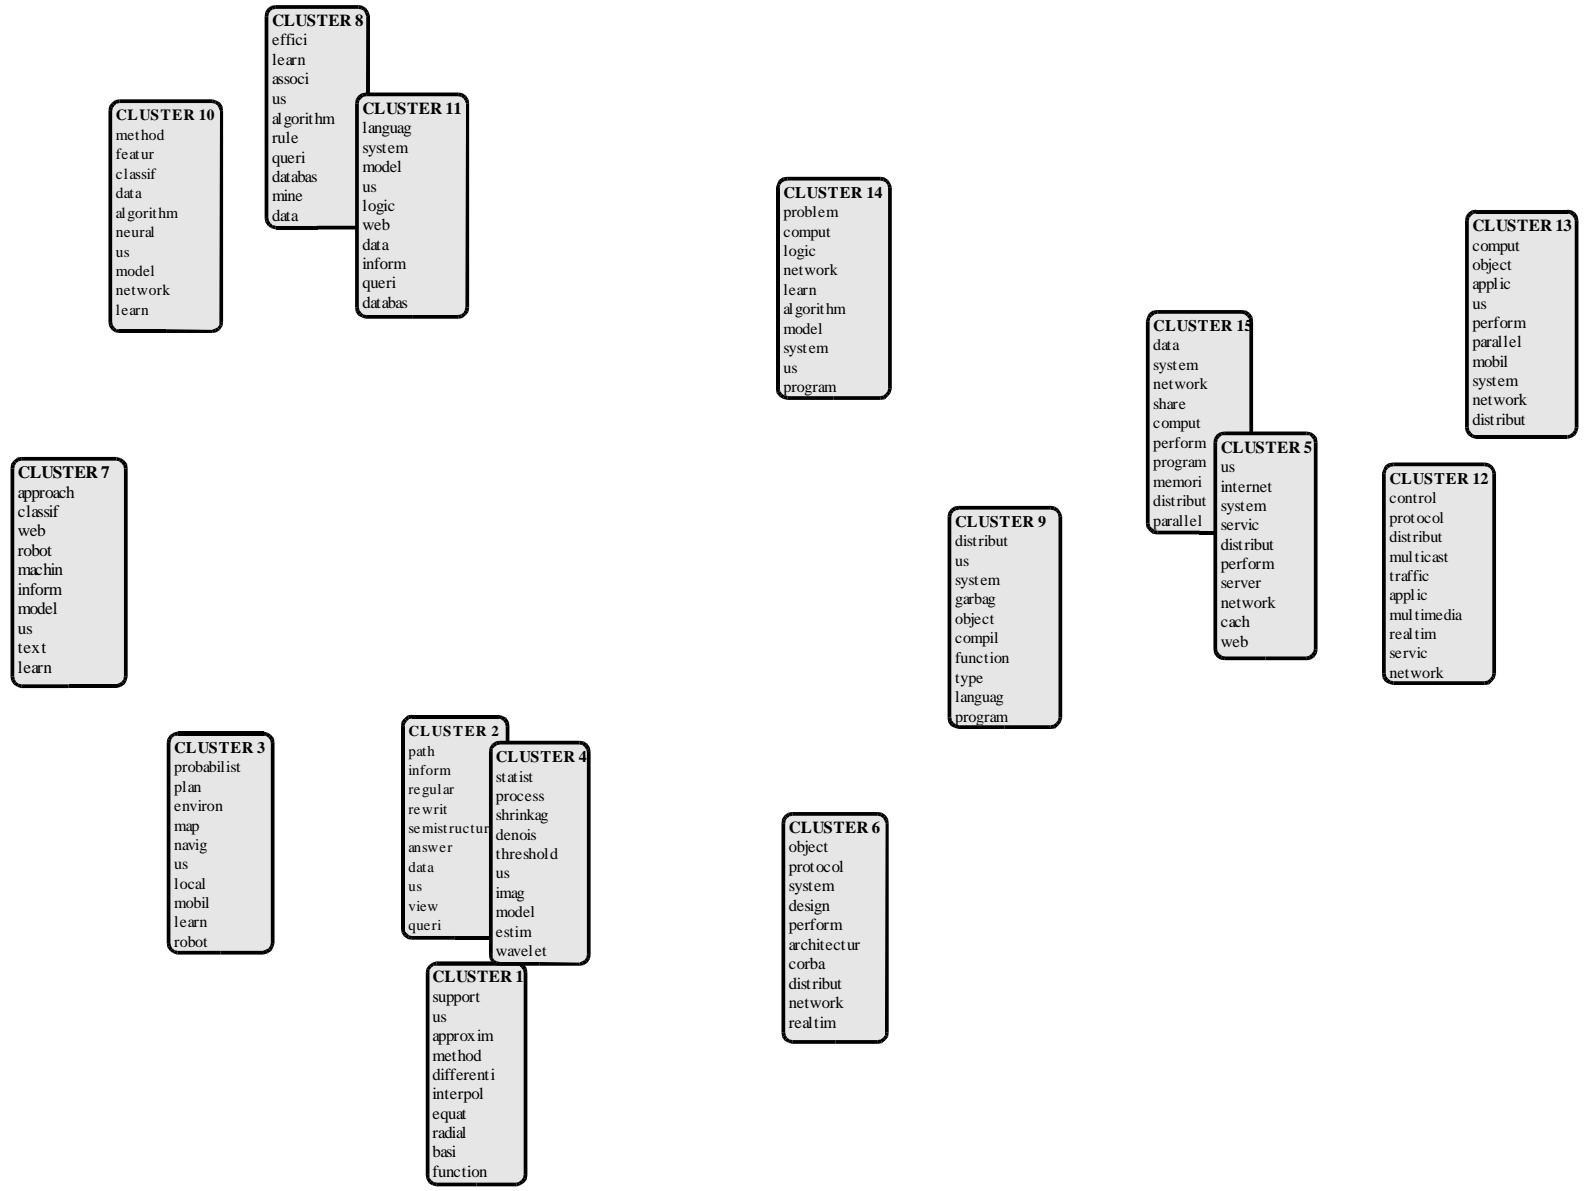 CLUSTER 8
effici
learn
associ
us
algorithm
rule
queri
databas
mine
data
CLUSTER 10
method
featur
classif
data
algorithm
neural
us
model
network
learn
CLUSTER 11
languag
system
model
us
logic
web
data
inform
queri
databas
CLUSTER 14
problem
comput
logic
network
learn
algorithm
model
system
us
program
CLUSTER 13
comput
object
applic
us
perform
parallel
mobil
system
network
distribut
CLUSTER 15
data
system
network
share
comput
perform
program
memori
distribut
parallel
CLUSTER 5
us
internet
system
servic
distribut
perform
server
network
cach
web
CLUSTER 12
control
protocol
distribut
multicast
traffic
applic
multimedia
realtim
servic
network
CLUSTER 7
approach
classif
web
robot
machin
inform
model
us
text
learn
CLUSTER 9
distribut
us
system
garbag
object
compil
function
type
languag
program
CLUSTER 3
probabilist
plan
environ
map
navig
us
local
mobil
learn
robot
CLUSTER 2
path
inform
regular
rewrit
semistructur
answer
data
us
view
queri
CLUSTER 4
statist
process
shrinkag
denois
threshold
us
imag
model
estim
wavelet
CLUSTER 6
object
protocol
system
design
perform
architectur
corba
distribut
network
realtim
CLUSTER 1
support
us
approxim
method
differenti
interpol
equat
radial
basi
function